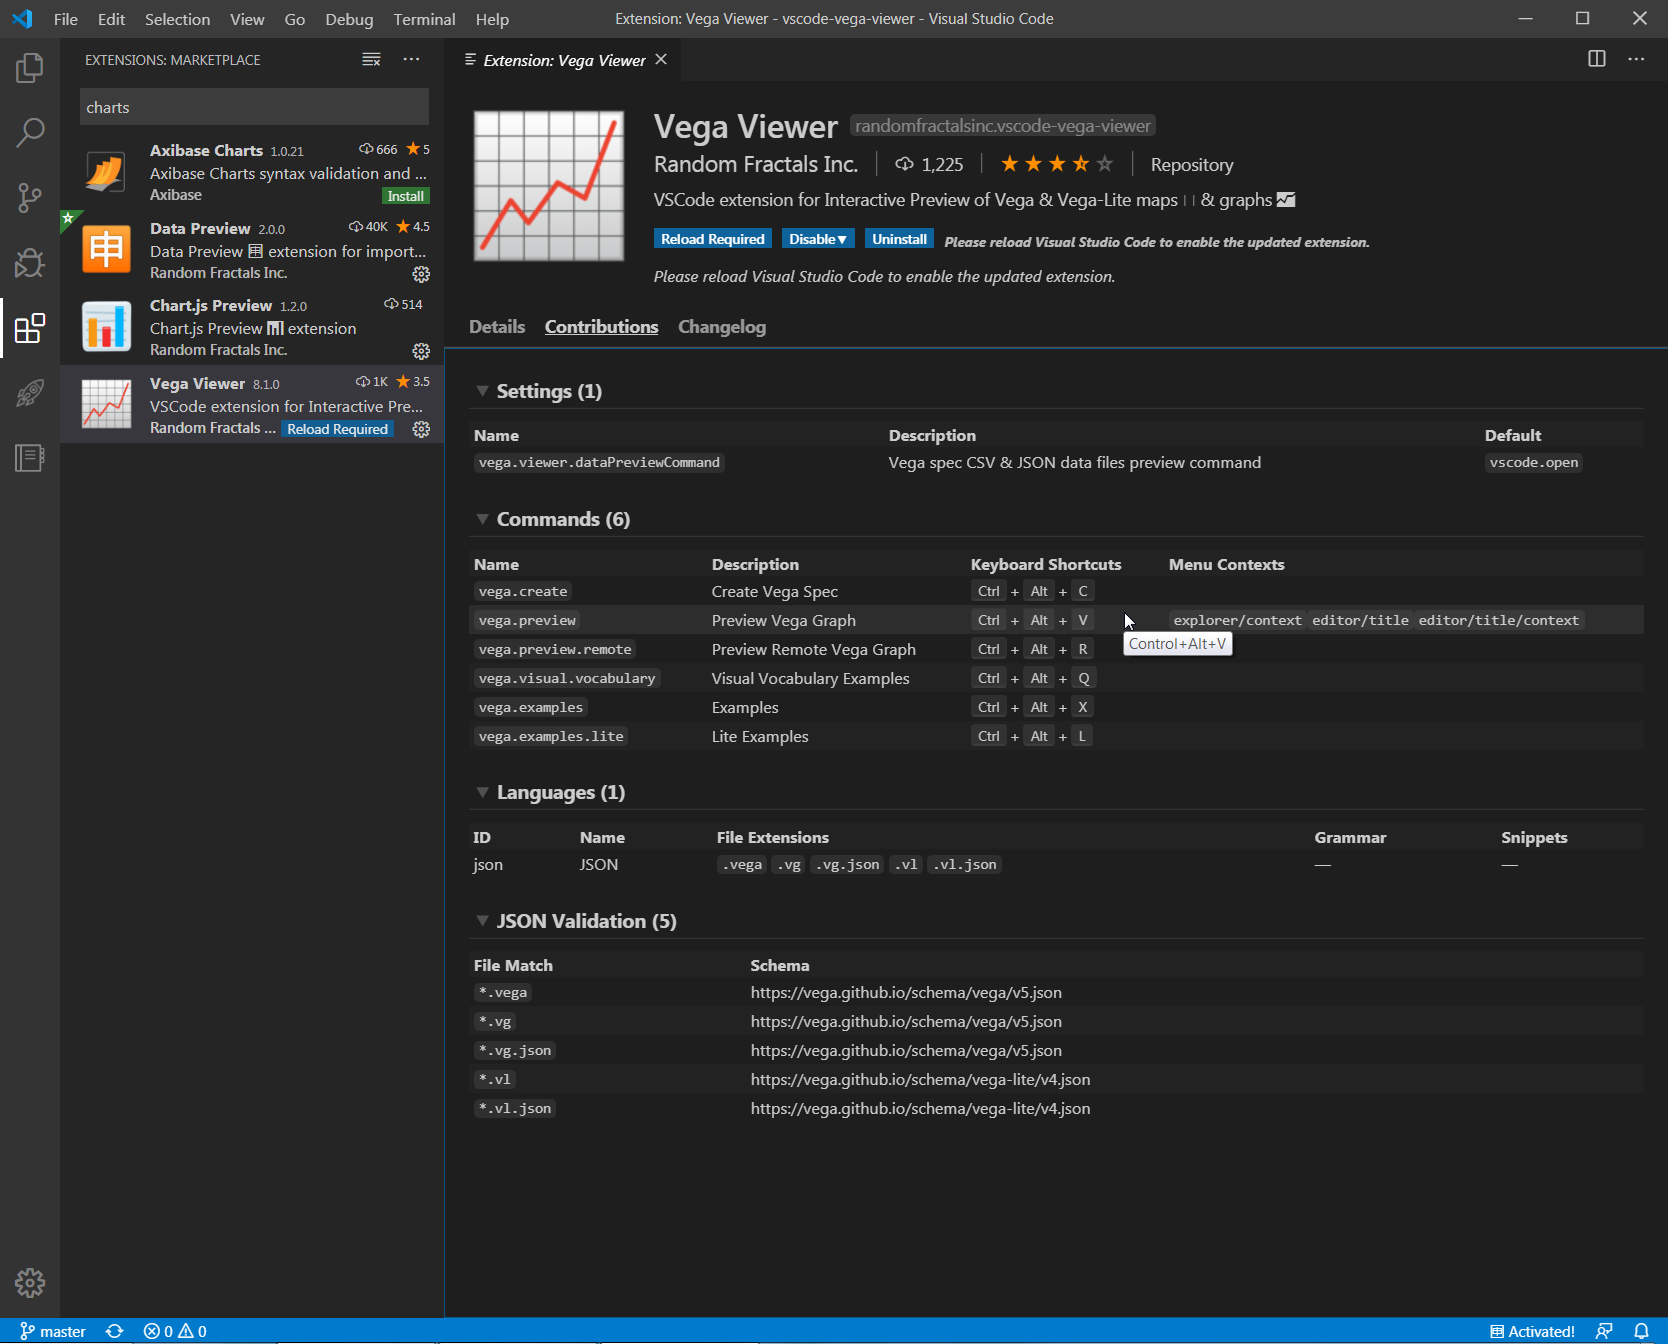 File Edit Selection View Go Debug Terminal Help Extension: Vega Viewer - vscode-vega-viewer - Visual Studio Code
EXTENSIONS: MARKETPLACE
charts
Axibase Charts 1.0.21 666 5
Axibase Charts syntax validation and ...
Axibase Install
Data Preview 2.0.0 40K 4.5
Data Preview 🈸 extension for import...
Random Fractals Inc.
Chart.js Preview 1.2.0 514
Chart.js Preview 📊 extension
Random Fractals Inc.
Vega Viewer 8.1.0 1K 3.5
VSCode extension for Interactive Pre...
Random Fractals ... Reload Required
Extension: Vega Viewer
申
Vega Viewer randomfractalsinc.vscode-vega-viewer
Random Fractals Inc. 1,225 Repository
VSCode extension for Interactive Preview of Vega & Vega-Lite maps & graphs 📈
Reload Required Disable▼ Uninstall Please reload Visual Studio Code to enable the updated extension.
Please reload Visual Studio Code to enable the updated extension.
Details Contributions Changelog
Settings (1)
Name Description Default
vega.viewer.dataPreviewCommand Vega spec CSV & JSON data files preview command vscode.open
Commands (6)
Name Description Keyboard Shortcuts Menu Contexts
vega.create Create Vega Spec Ctrl + Alt + C
vega.preview Preview Vega Graph Ctrl + Alt + V explorer/context editor/title editor/title/context
Control+Alt+V
vega.preview.remote Preview Remote Vega Graph Ctrl + Alt + R
vega.visual.vocabulary Visual Vocabulary Examples Ctrl + Alt + Q
vega.examples Examples Ctrl + Alt + X
vega.examples.lite Lite Examples Ctrl + Alt + L
Languages (1)
ID Name File Extensions Grammar Snippets
json JSON .vega .vg .vg.json .vl .vl.json — —
JSON Validation (5)
File Match Schema
*.vega https://vega.github.io/schema/vega/v5.json
*.vg https://vega.github.io/schema/vega/v5.json
*.vg.json https://vega.github.io/schema/vega/v5.json
*.vl https://vega.github.io/schema/vega-lite/v4.json
*.vl.json https://vega.github.io/schema/vega-lite/v4.json
master 0 0 🈸 Activated!